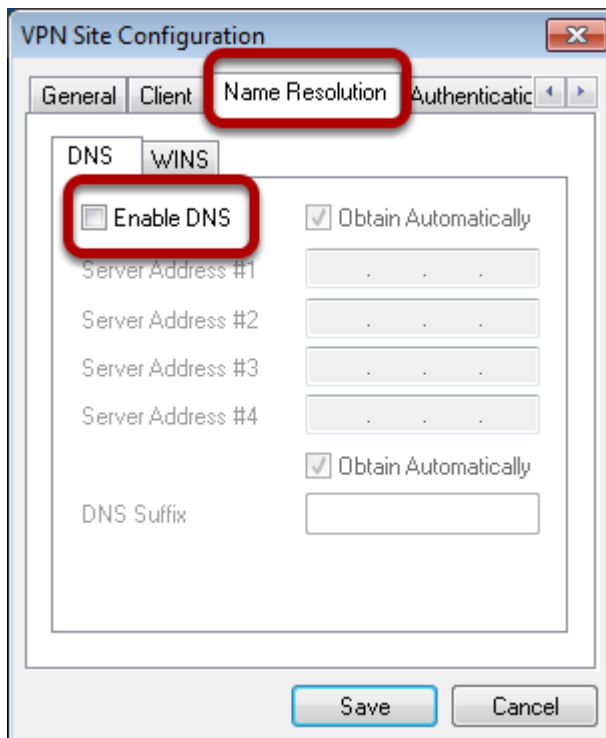 VPN Site Configuration
General Client Name Resolution Authenticatic
DNS WINS
Enable DNS Obtain Automatically
Server Address #1
Server Address #2
Server Address #3
Server Address #4
Obtain Automatically
DNS Suffix
Save Cancel